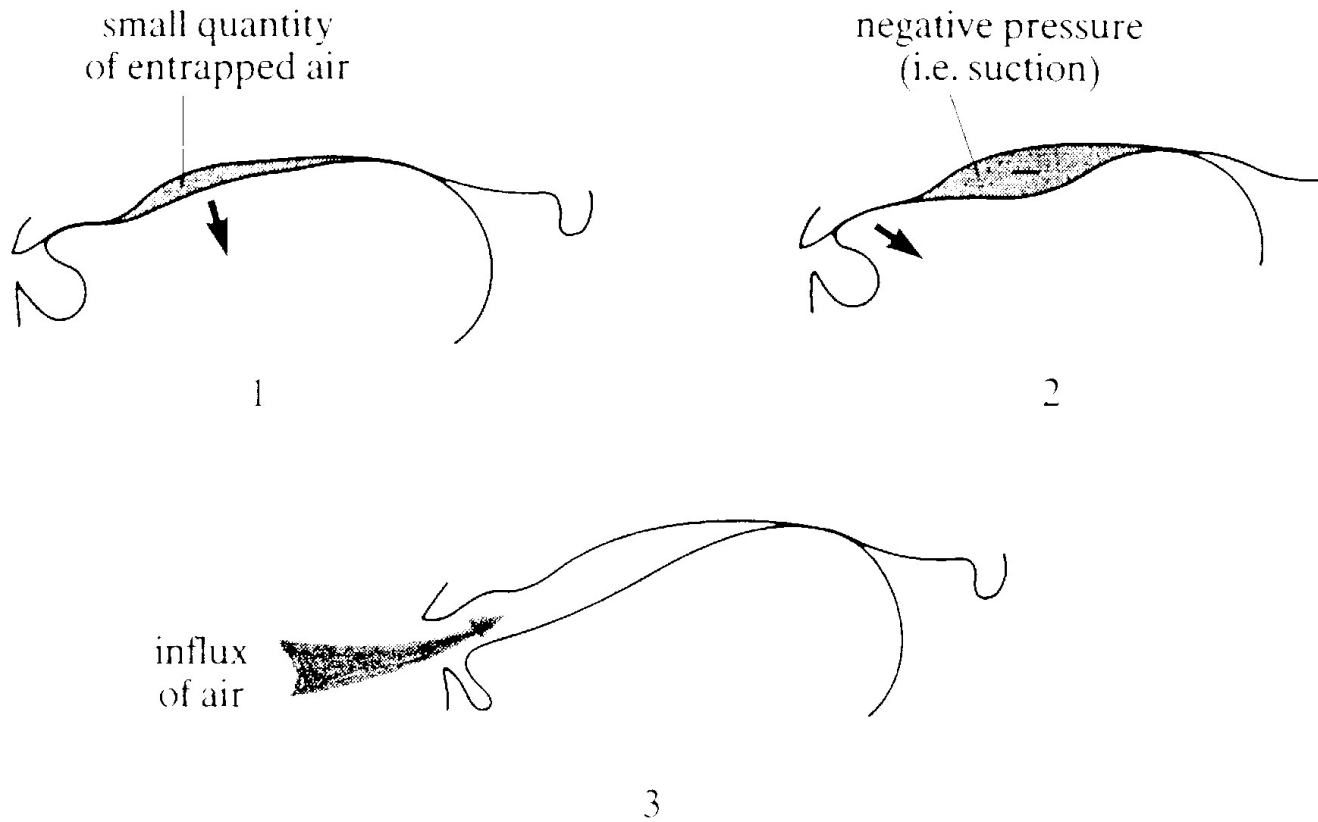 small quantity
of entrapped air
negative pressure
(i.e. suction)
1
2
influx
of air
3